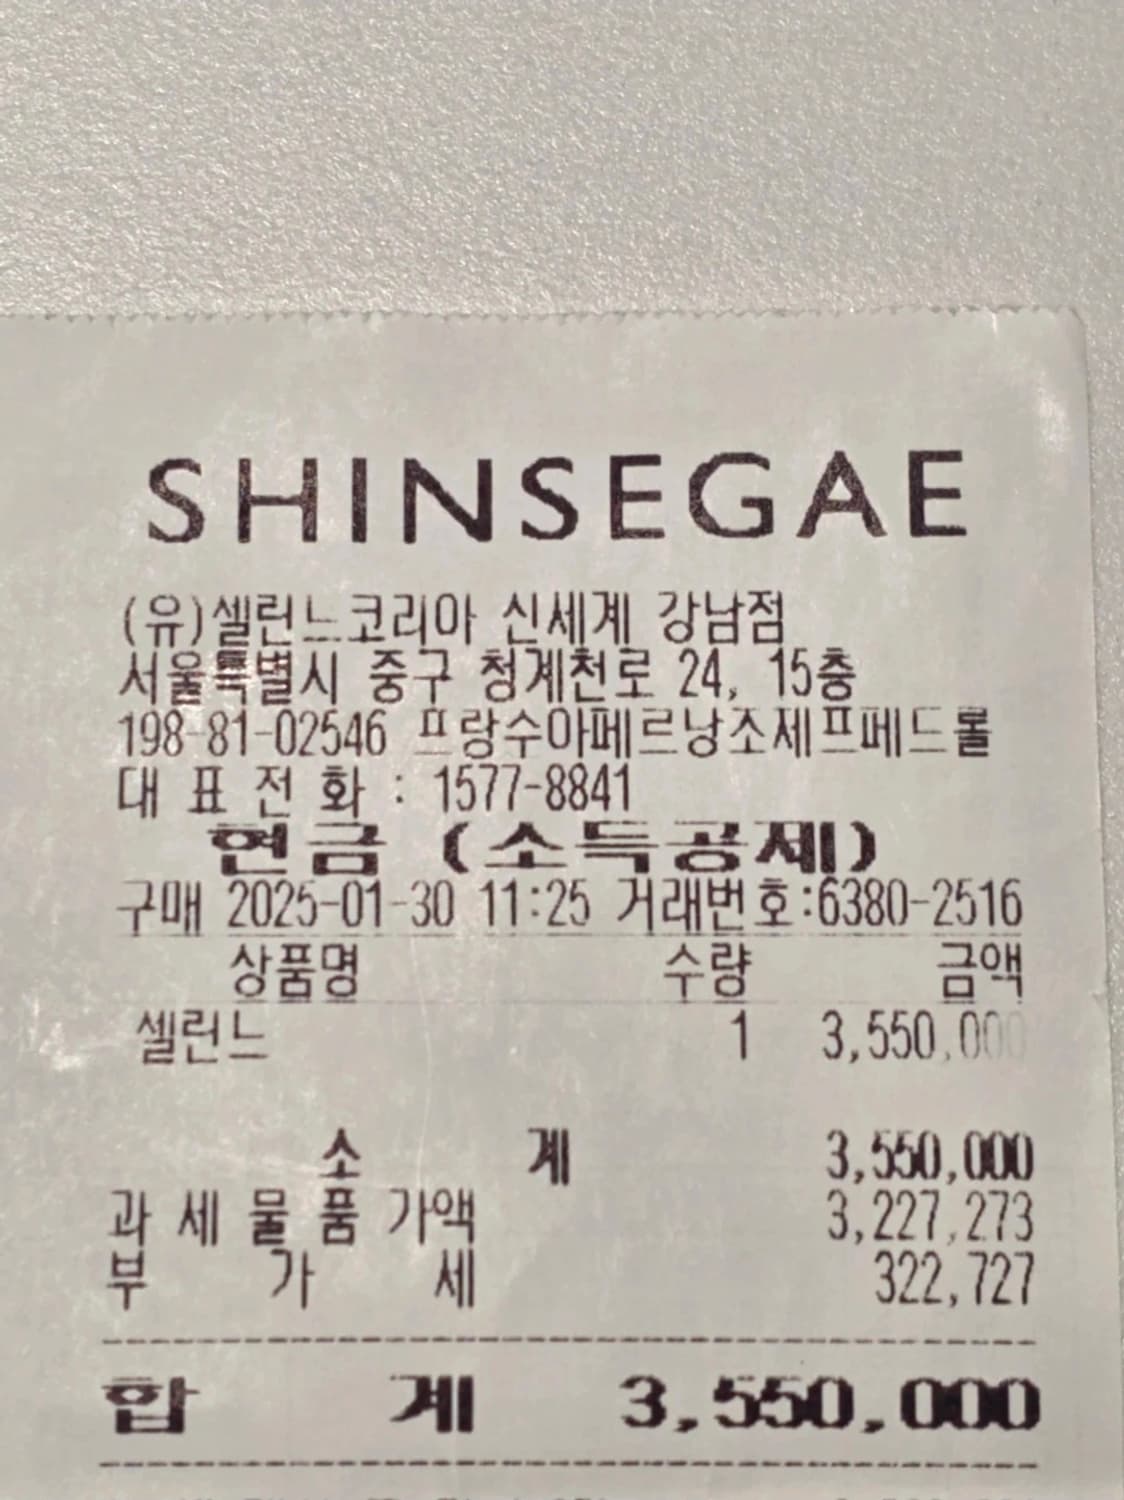 SHINSEGAE
(유)셀린느코리아 신세계 강남점
서울특별시 중구 청계천로 24, 15층
198-81-02546 프랑수아페르낭조제프페드롤
대 표 전 화 : 1577-8841
현금 (소득공제)
구매 2025-01-30 11:25 거래번호:6380-2516
상품명 수량 금액
셀린느 1 3,550,000
소 계 3,550,000
과 세 물 품 가액 3,227,273
부 가 세 322,727
합 계 3,550,000